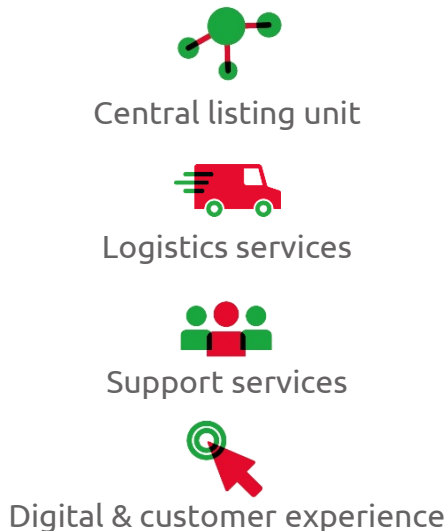 Central listing unit
Logistics services
Support services
Digital & customer experience